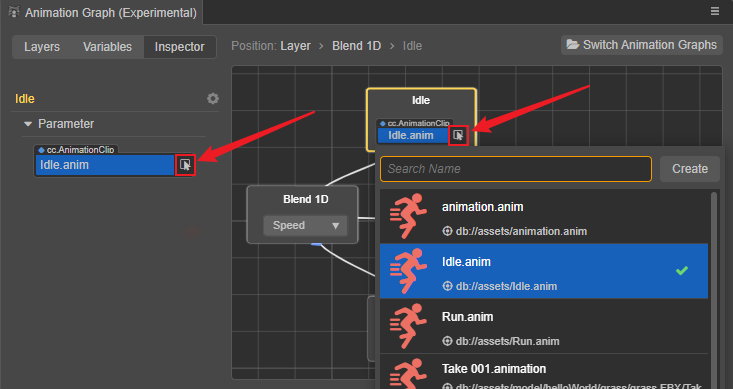 Animation Graph (Experimental)
Layers Variables Inspector
Position: Layer > Blend 1D > Idle
Switch Animation Graphs
Idle
Parameter
cc.AnimationClip
Idle.anim
Idle
cc.AnimationClip
Idle.anim
Blend 1D
Speed
Search Name
Create
animation.anim
db://assets/animation.anim
Idle.anim
db://assets/Idle.anim
Run.anim
db://assets/Run.anim
Take 001.animation
db://assets/model/helloWorld/grass/grass.FBX/Tak